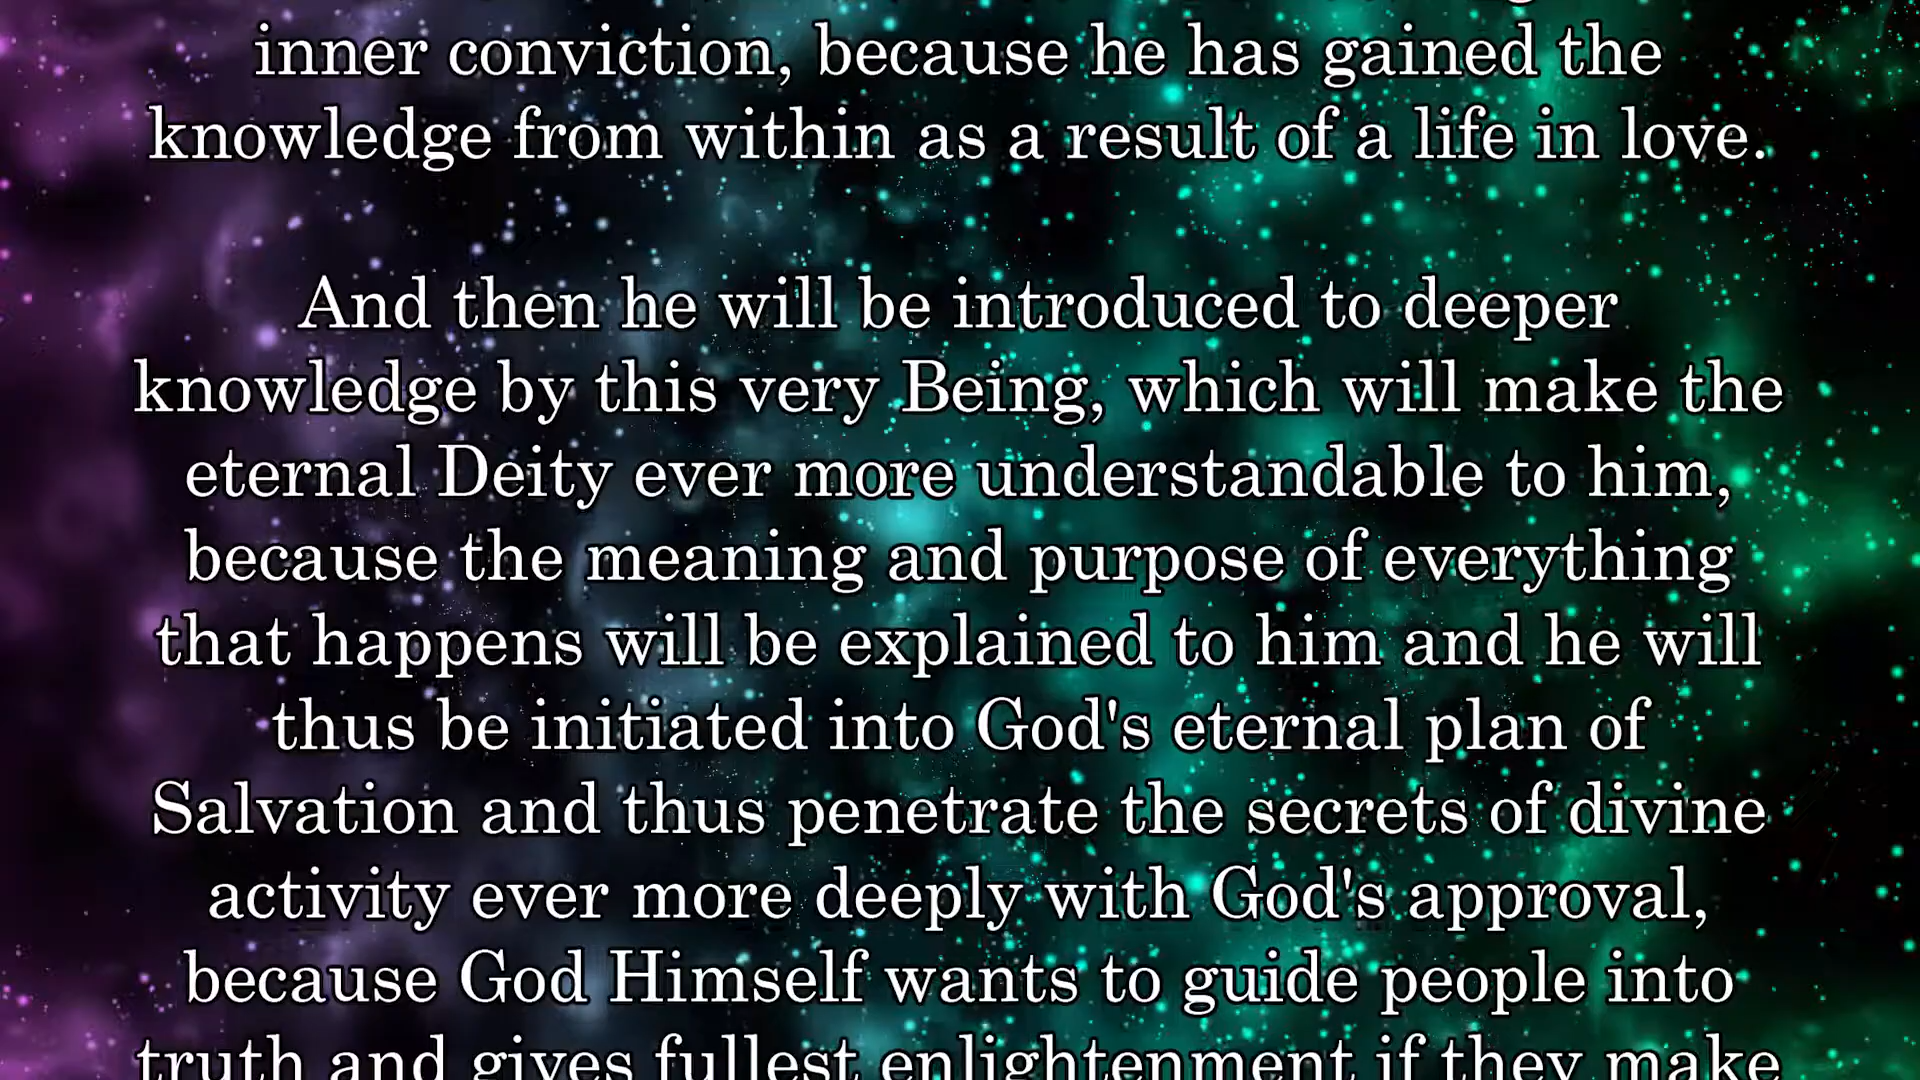 inner conviction, because he has gained the
knowledge from within as a result of a life in love.
And then he will be introduced to deeper
knowledge by this very Being, which will make the
eternal Deity ever more understandable to him,
because the meaning and purpose of everything
that happens will be explained to him and he will
thus be initiated into God's eternal plan of
Salvation and thus penetrate the secrets of divine
activity ever more deeply with God's approval,
because God Himself wants to guide people into
truth and gives fullest enlightenment if they make